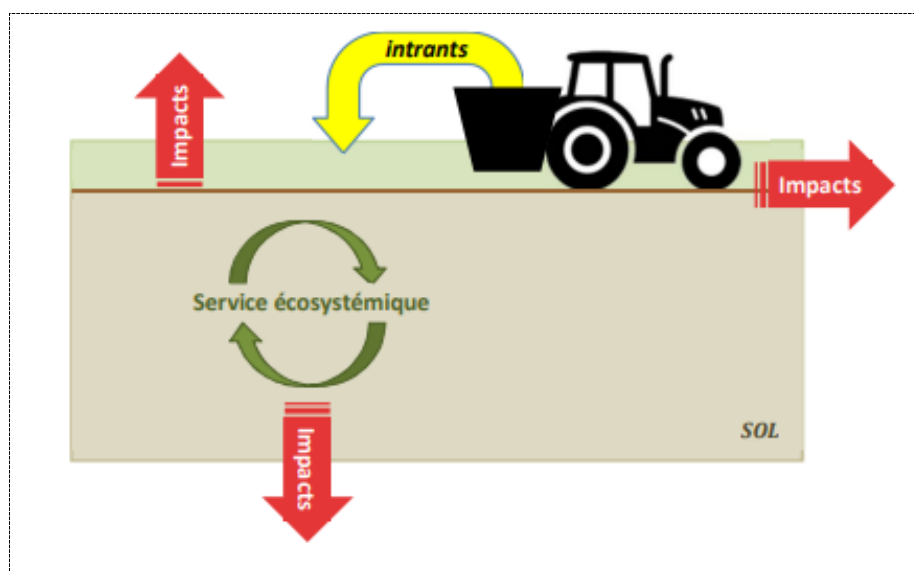 intrants
Impacts
Impacts
Service écosystémique
Impacts
SOL